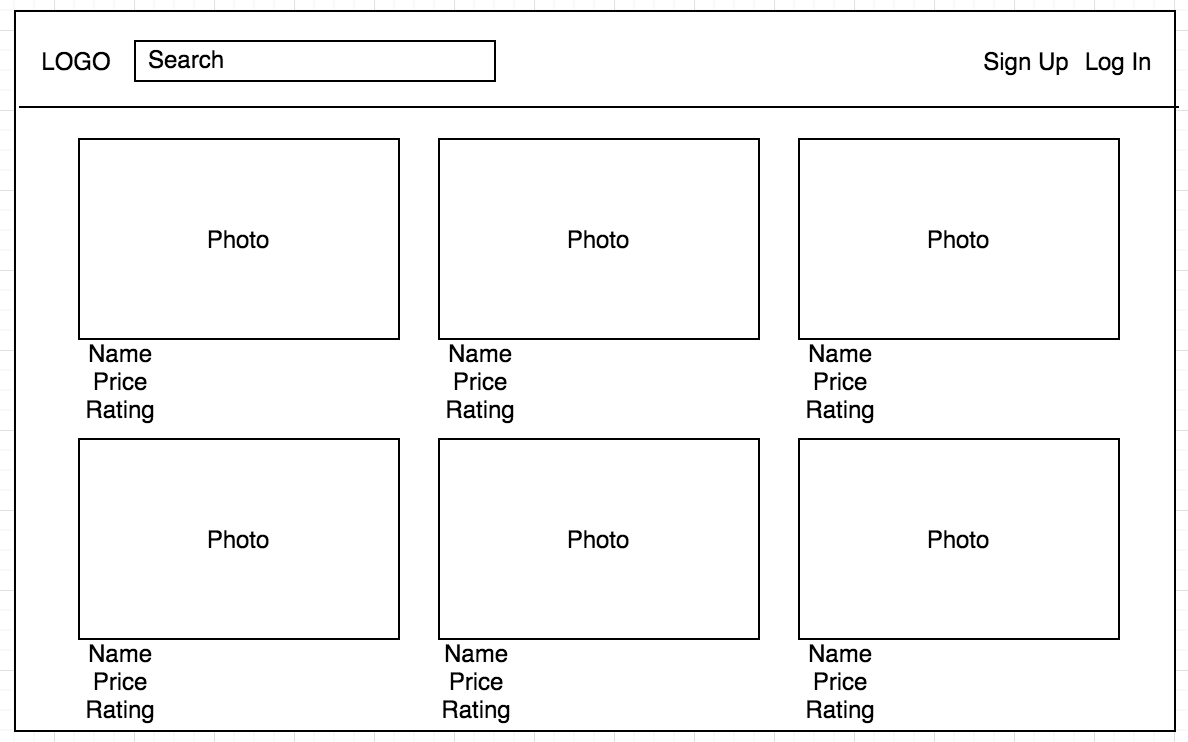 LOGO
Search
Sign Up
Log In
Photo
Photo
Photo
Name
Price
Rating
Name
Price
Rating
Name
Price
Rating
Photo
Photo
Photo
Name
Price
Rating
Name
Price
Rating
Name
Price
Rating